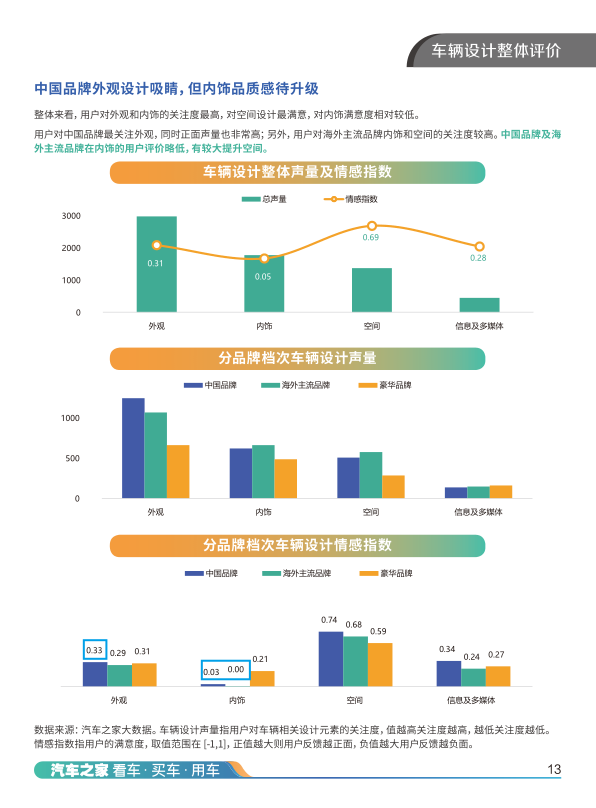 车辆设计整体评价
中国品牌外观设计吸睛，但内饰品质感待升级
整体来看，用户对外观和内饰的关注度最高，对空间设计最满意，对内饰满意度相对较低。
用户对中国品牌最关注外观，同时正面声量也非常高；另外，用户对海外主流品牌内饰和空间的关注度较高。中国品牌及海
外主流品牌在内饰的用户评价略低，有较大提升空间。
车辆设计整体声量及情感指数
总声量 情感指数
3000
2000
1000
0
0.31
0.05
0.69
0.28
外观 内饰 空间 信息及多媒体
分品牌档次车辆设计声量
中国品牌 海外主流品牌 豪华品牌
1000
500
0
外观 内饰 空间 信息及多媒体
分品牌档次车辆设计情感指数
中国品牌 海外主流品牌 豪华品牌
0.33 0.29 0.31
0.03 0.00 0.21
0.74 0.68 0.59
0.34 0.24 0.27
外观 内饰 空间 信息及多媒体
数据来源：汽车之家大数据。车辆设计声量指用户对车辆相关设计元素的关注度，值越高关注度越高，越低关注度越低。
情感指数指用户的满意度，取值范围在 [-1,1]，正值越大则用户反馈越正面，负值越大用户反馈越负面。
汽车之家 看车 · 买车 · 用车
13